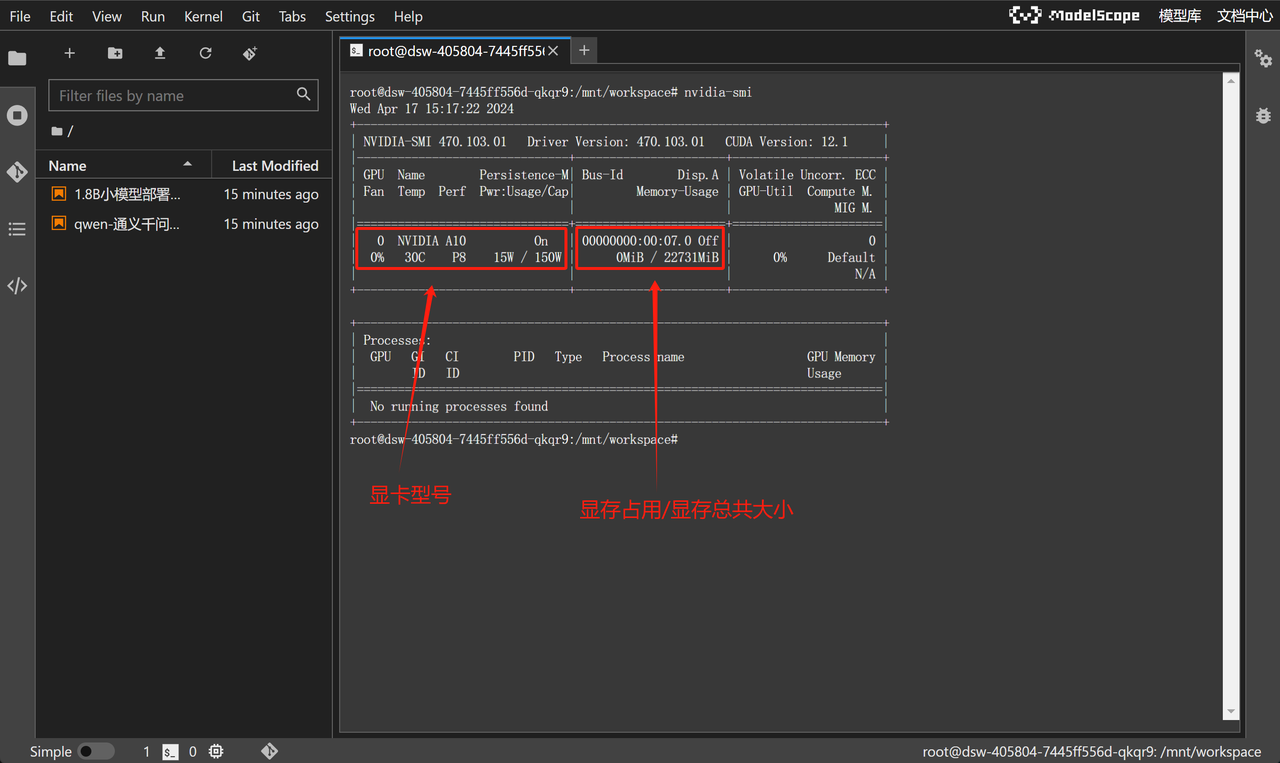 File Edit View Run Kernel Git Tabs Settings Help
ModelScope 模型库 文档中心
Filter files by name
/
Name Last Modified
1.8B小模型部署... 15 minutes ago
qwen-通义千问... 15 minutes ago
root@dsw-405804-7445ff55
root@dsw-405804-7445ff556d-qkqr9:/mnt/workspace# nvidia-smi
Wed Apr 17 15:17:22 2024
NVIDIA-SMI 470.103.01 Driver Version: 470.103.01 CUDA Version: 12.1
GPU Name Persistence-M| Bus-Id Disp.A | Volatile Uncorr. ECC
Fan Temp Perf Pwr:Usage/Cap| Memory-Usage | GPU-Util Compute M.
MIG M.
0 NVIDIA A10 On | 00000000:00:07.0 Off | 0
0% 30C P8 15W / 150W | 0MiB / 22731MiB | 0% Default
N/A
Processes:
GPU GI CI PID Type Process name GPU Memory
ID ID Usage
No running processes found
root@dsw-405804-7445ff556d-qkqr9:/mnt/workspace#
显卡型号
显存占用/显存总共大小
Simple 1 $_ 0
root@dsw-405804-7445ff556d-qkqr9: /mnt/workspace